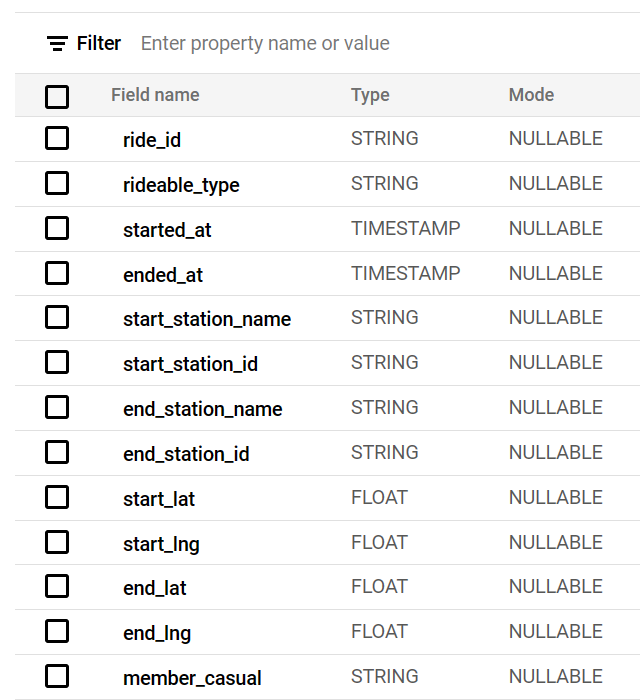 Filter Enter property name or value
Field name Type Mode
ride_id STRING NULLABLE
rideable_type STRING NULLABLE
started_at TIMESTAMP NULLABLE
ended_at TIMESTAMP NULLABLE
start_station_name STRING NULLABLE
start_station_id STRING NULLABLE
end_station_name STRING NULLABLE
end_station_id STRING NULLABLE
start_lat FLOAT NULLABLE
start_lng FLOAT NULLABLE
end_lat FLOAT NULLABLE
end_lng FLOAT NULLABLE
member_casual STRING NULLABLE